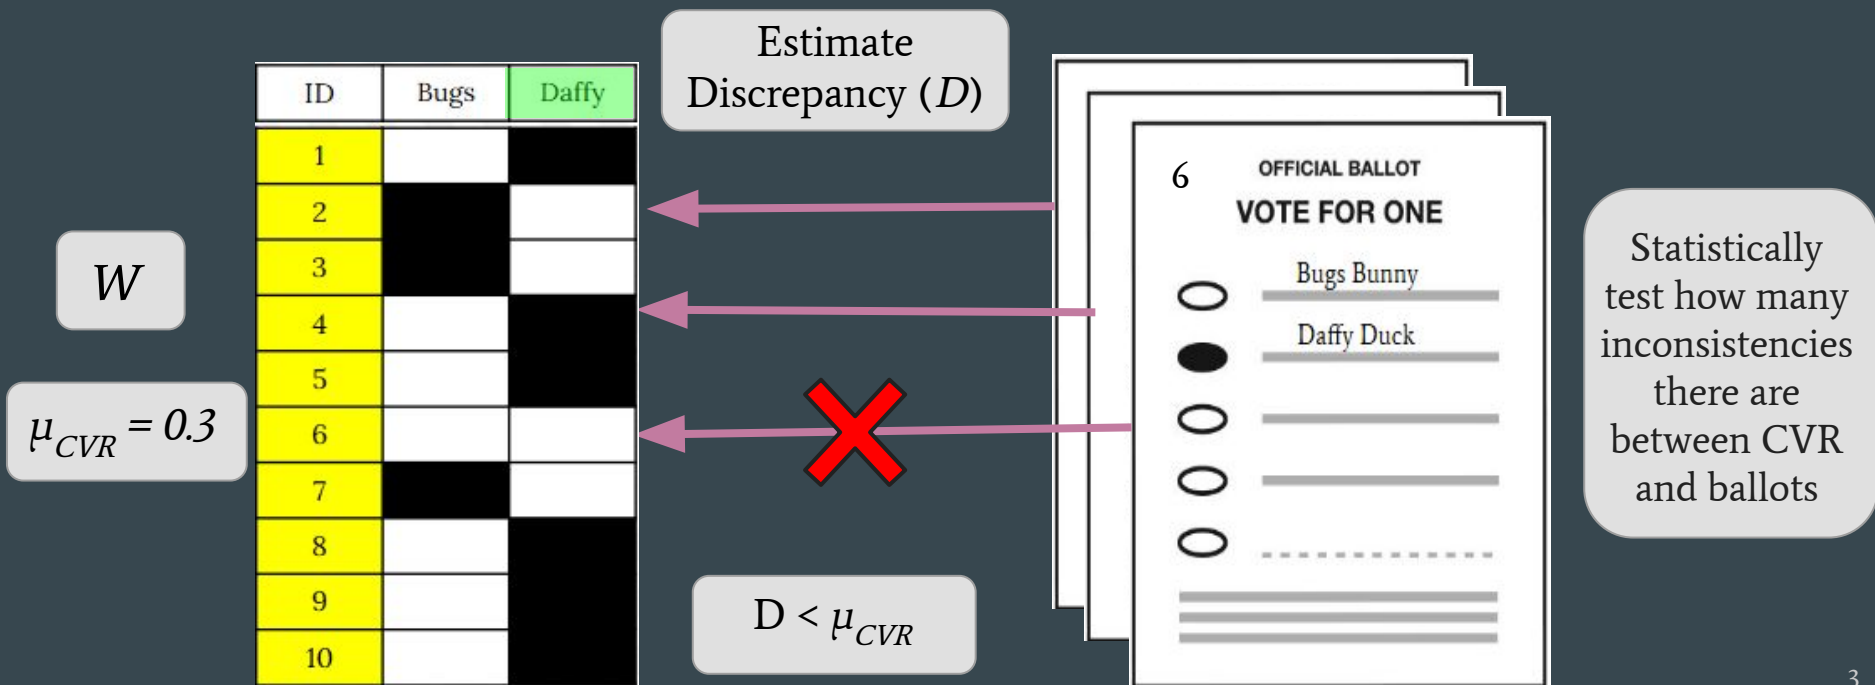 Estimate
Discrepancy (D)
ID Bugs Daffy
1
2
3
4
5
6
7
8
9
10
W
μCVR = 0.3
D < μCVR
6
OFFICIAL BALLOT
VOTE FOR ONE
Bugs Bunny
Daffy Duck
Statistically
test how many
inconsistencies
there are
between CVR
and ballots
3